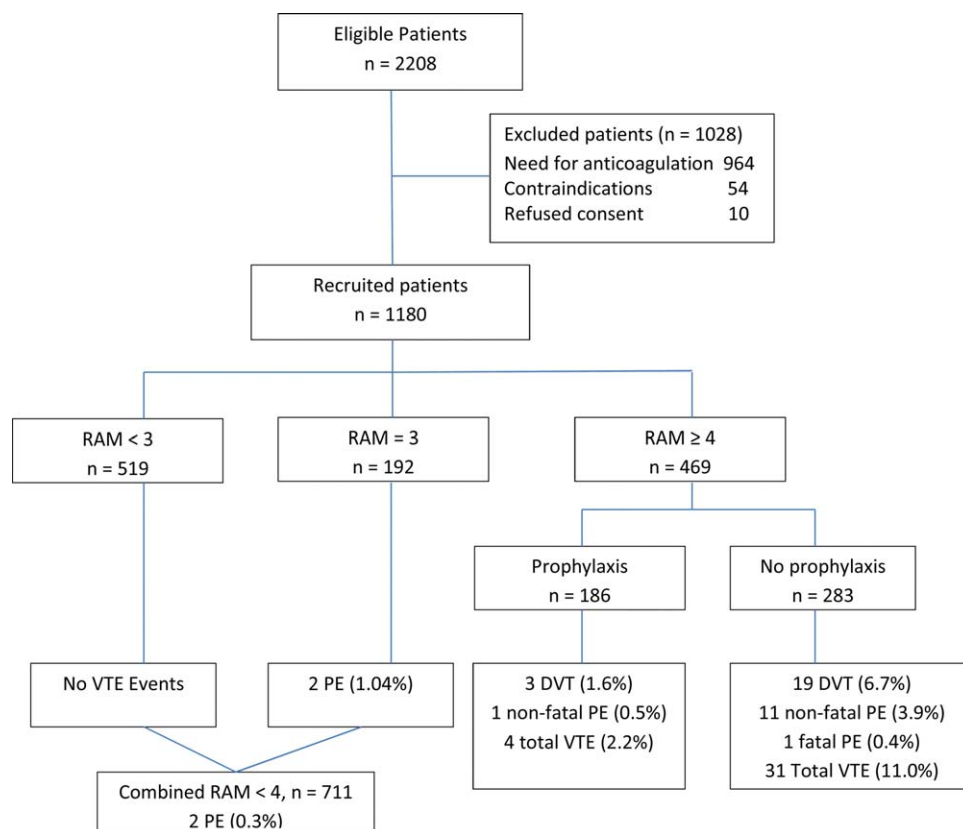 Eligible Patients
n = 2208
Excluded patients (n = 1028)
Need for anticoagulation 964
Contraindications 54
Refused consent 10
Recruited patients
n = 1180
RAM < 3
n = 519
RAM = 3
n = 192
RAM ≥ 4
n = 469
Prophylaxis
n = 186
No prophylaxis
n = 283
No VTE Events
2 PE (1.04%)
3 DVT (1.6%)
1 non-fatal PE (0.5%)
4 total VTE (2.2%)
19 DVT (6.7%)
11 non-fatal PE (3.9%)
1 fatal PE (0.4%)
31 Total VTE (11.0%)
Combined RAM < 4, n = 711
2 PE (0.3%)